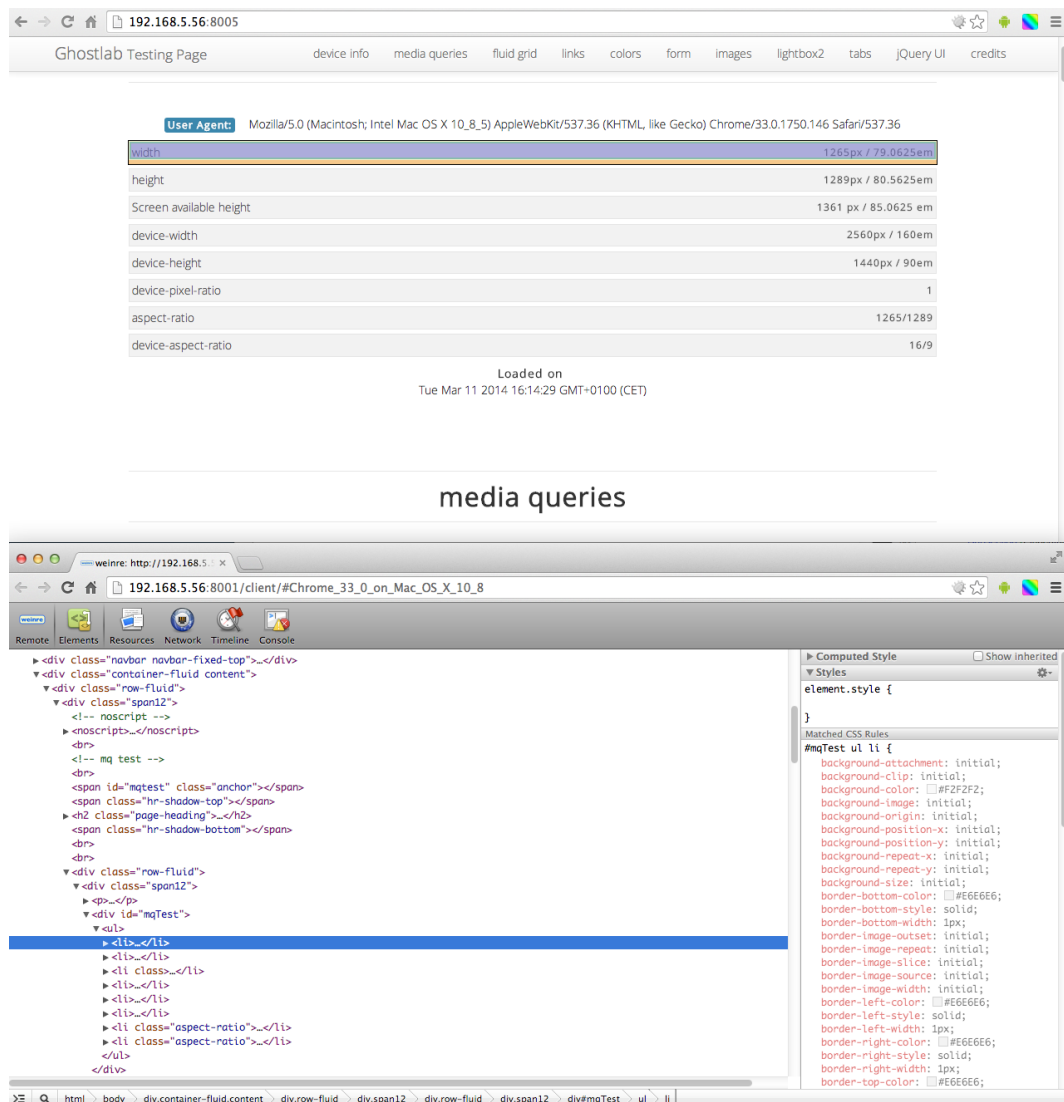 192.168.5.56:8005
Ghostlab Testing Page device info media queries fluid grid links colors form images lightbox2 tabs jQuery UI credits
User Agent: Mozilla/5.0 (Macintosh; Intel Mac OS X 10_8_5) AppleWebKit/537.36 (KHTML, like Gecko) Chrome/33.0.1750.146 Safari/537.36
width 1265px / 79.0625em
height 1289px / 80.5625em
Screen available height 1361 px / 85.0625 em
device-width 2560px / 160em
device-height 1440px / 90em
device-pixel-ratio 1
aspect-ratio 1265/1289
device-aspect-ratio 16/9
Loaded on
Tue Mar 11 2014 16:14:29 GMT+0100 (CET)
media queries
weinre: http://192.168.5.
192.168.5.56:8001/client/#Chrome_33_0_on_Mac_OS_X_10_8
weinre
Remote Elements Resources Network Timeline Console
▶<div class="navbar navbar-fixed-top">…</div>
▼<div class="container-fluid content">
▼<div class="row-fluid">
▼<div class="span12">
<!-- noscript -->
▶<noscript>…</noscript>
<br>
<!-- mq test -->
<br>
<span id="mqtest" class="anchor"></span>
<span class="hr-shadow-top"></span>
▶<h2 class="page-heading">…</h2>
<span class="hr-shadow-bottom"></span>
<br>
<br>
▼<div class="row-fluid">
▼<div class="span12">
▶<p>…</p>
▼<div id="mqTest">
▼<ul>
▶<li>…</li>
▶<li>…</li>
▶<li class>…</li>
▶<li>…</li>
▶<li>…</li>
▶<li>…</li>
▶<li class="aspect-ratio">…</li>
▶<li class="aspect-ratio">…</li>
</ul>
</div>
▶ Computed Style Show inherited
▼ Styles
element.style {
}
Matched CSS Rules
#mqTest ul li {
background-attachment: initial;
background-clip: initial;
background-color: #F2F2F2;
background-image: initial;
background-origin: initial;
background-position-x: initial;
background-position-y: initial;
background-repeat-x: initial;
background-repeat-y: initial;
background-size: initial;
border-bottom-color: #E6E6E6;
border-bottom-style: solid;
border-bottom-width: 1px;
border-image-outset: initial;
border-image-repeat: initial;
border-image-slice: initial;
border-image-source: initial;
border-image-width: initial;
border-left-color: #E6E6E6;
border-left-style: solid;
border-left-width: 1px;
border-right-color: #E6E6E6;
border-right-style: solid;
border-right-width: 1px;
border-top-color: #E6E6E6;
html body div.container-fluid.content div.row-fluid div.span12 div.row-fluid div.span12 div#mqTest ul li